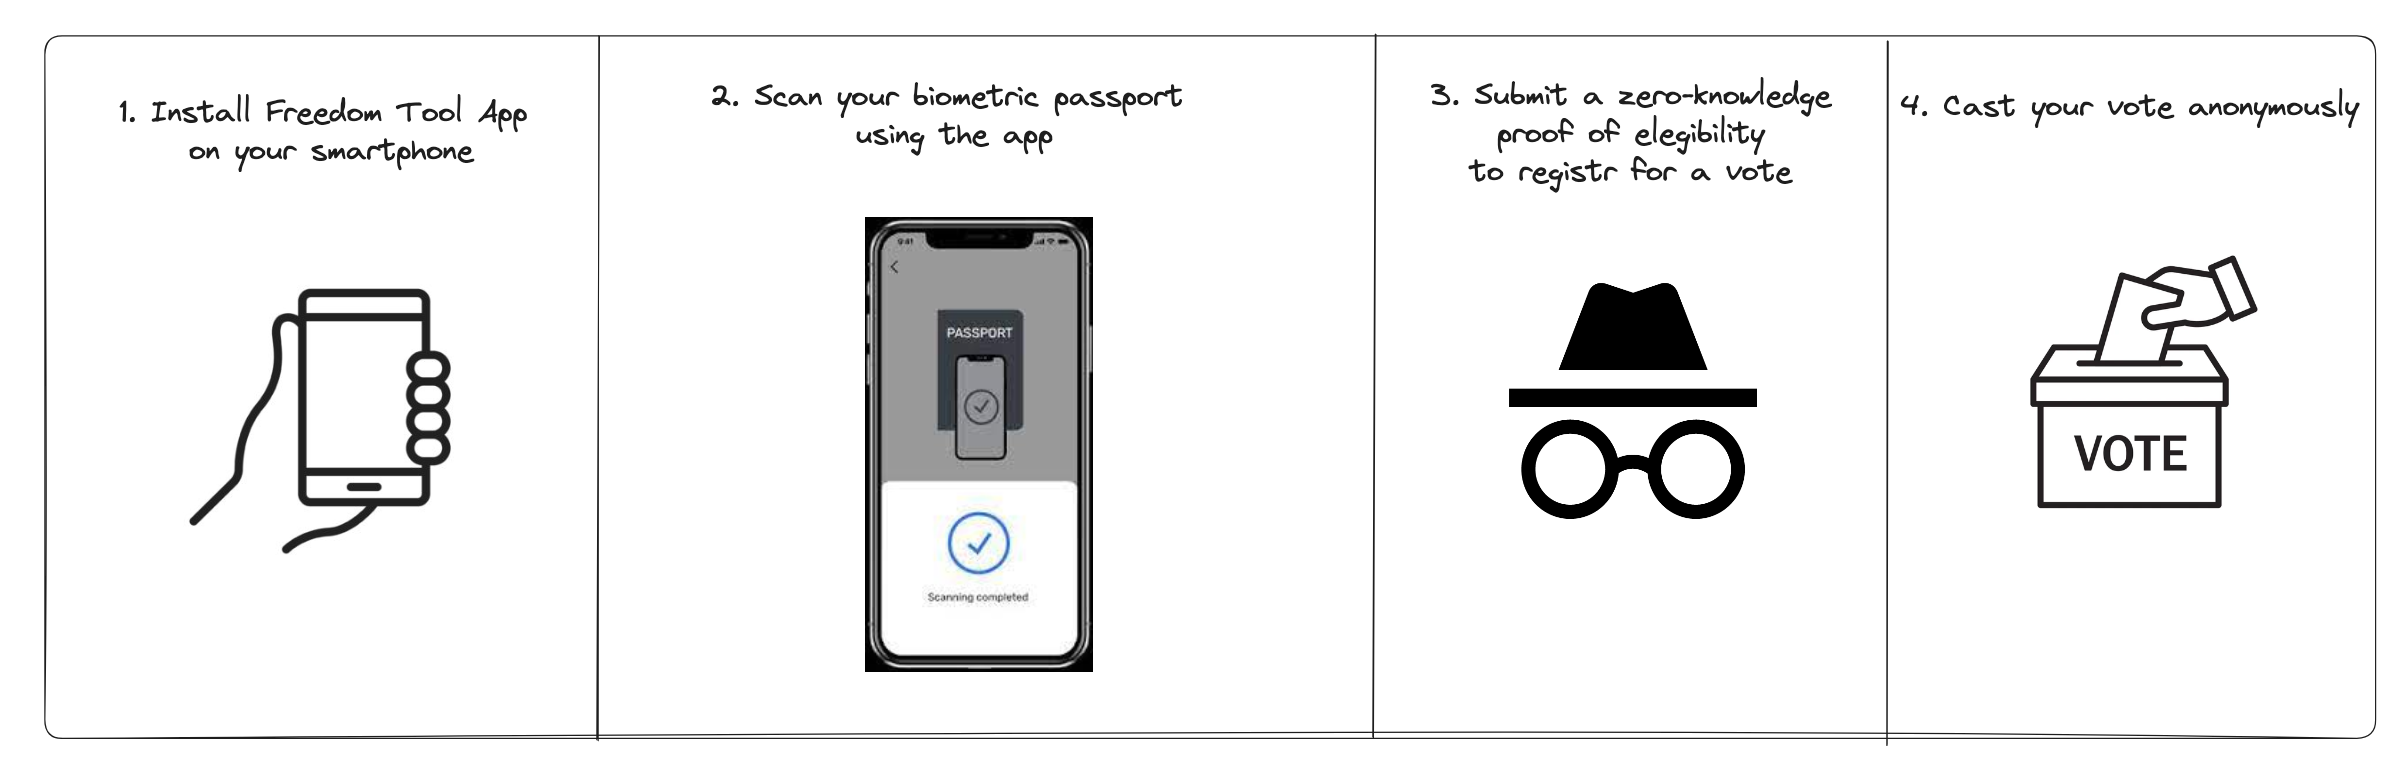 1. Install Freedom Tool App
on your smartphone
2. Scan your biometric passport
using the app
9:41
PASSPORT
Scanning completed
3. Submit a zero-knowledge
proof of elegibility
to registr for a vote
4. Cast your vote anonymously
VOTE